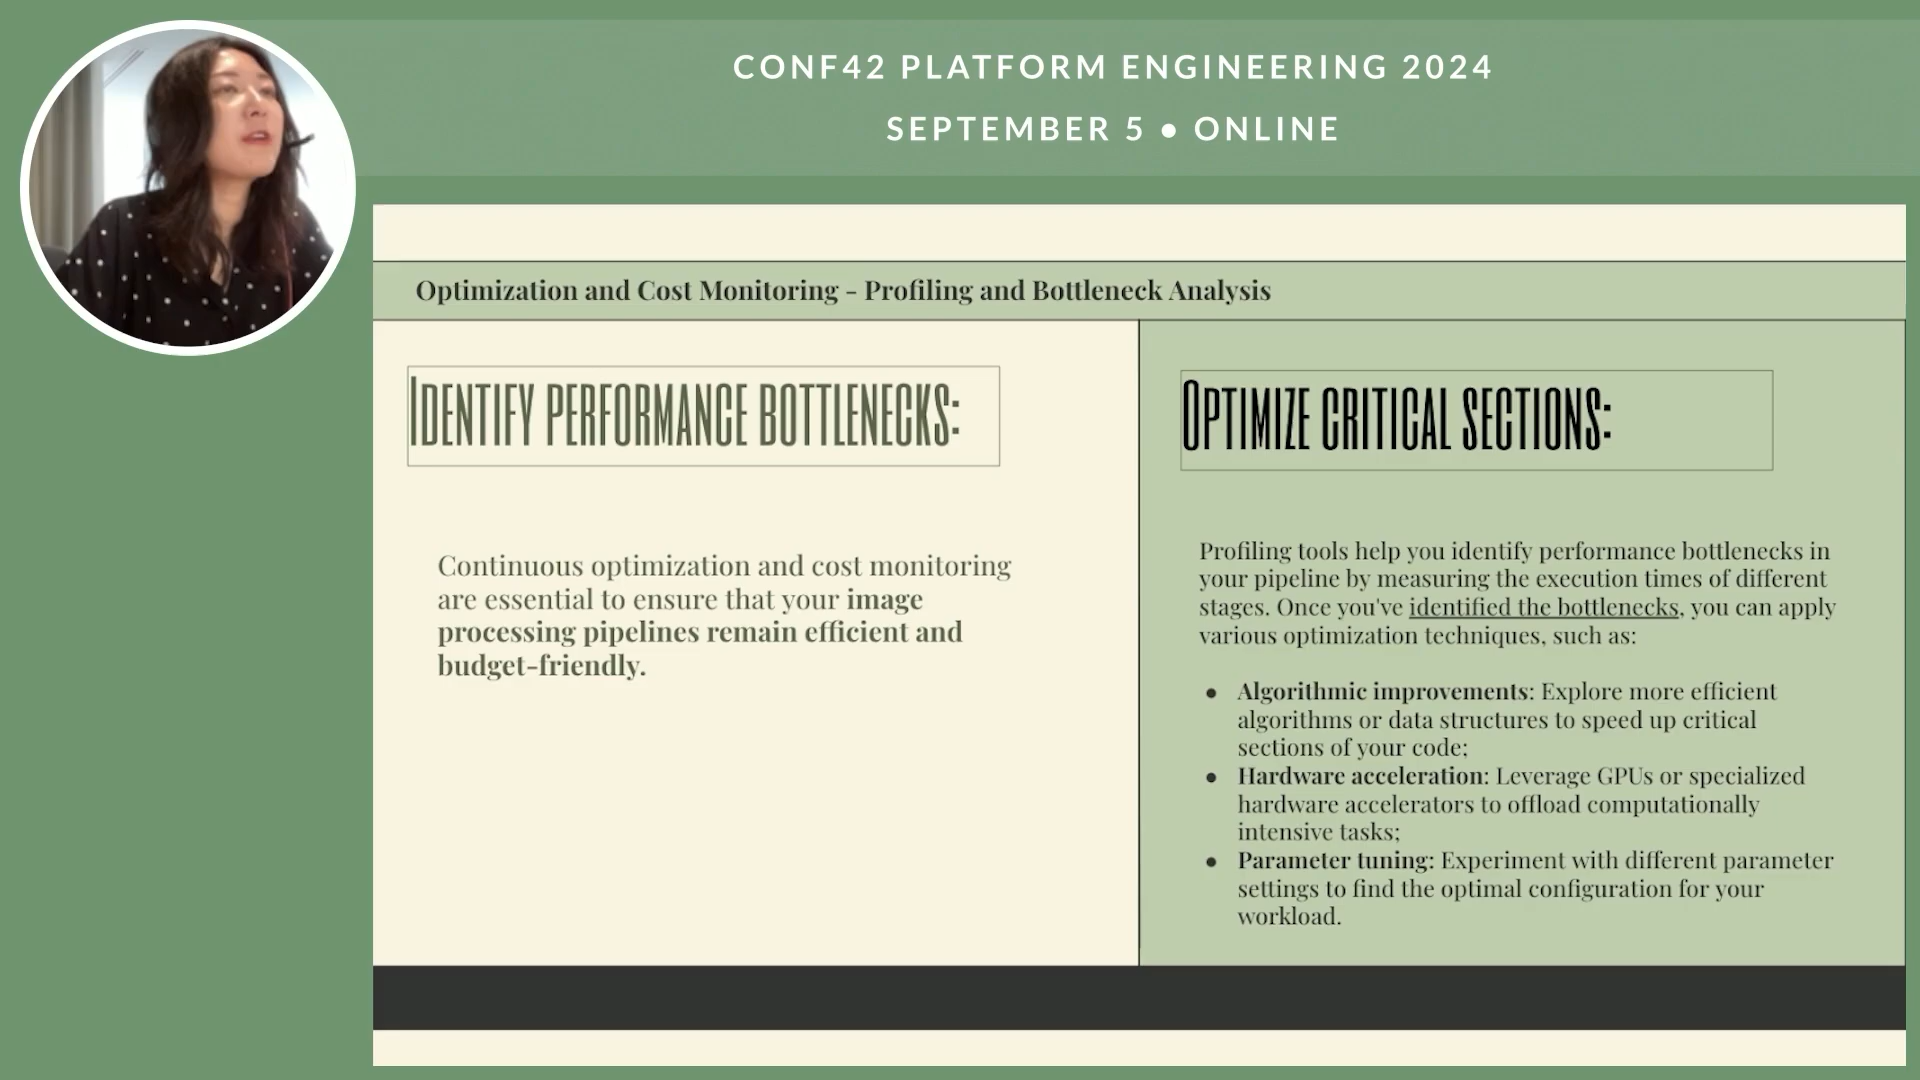 CONF42 PLATFORM ENGINEERING 2024
SEPTEMBER 5 • ONLINE
Optimization and Cost Monitoring - Profiling and Bottleneck Analysis
IDENTIFY PERFORMANCE BOTTLENECKS:
Continuous optimization and cost monitoring
are essential to ensure that your image
processing pipelines remain efficient and
budget-friendly.
OPTIMIZE CRITICAL SECTIONS:
Profiling tools help you identify performance bottlenecks in
your pipeline by measuring the execution times of different
stages. Once you've identified the bottlenecks, you can apply
various optimization techniques, such as:
● Algorithmic improvements: Explore more efficient
algorithms or data structures to speed up critical
sections of your code;
● Hardware acceleration: Leverage GPUs or specialized
hardware accelerators to offload computationally
intensive tasks;
● Parameter tuning: Experiment with different parameter
settings to find the optimal configuration for your
workload.